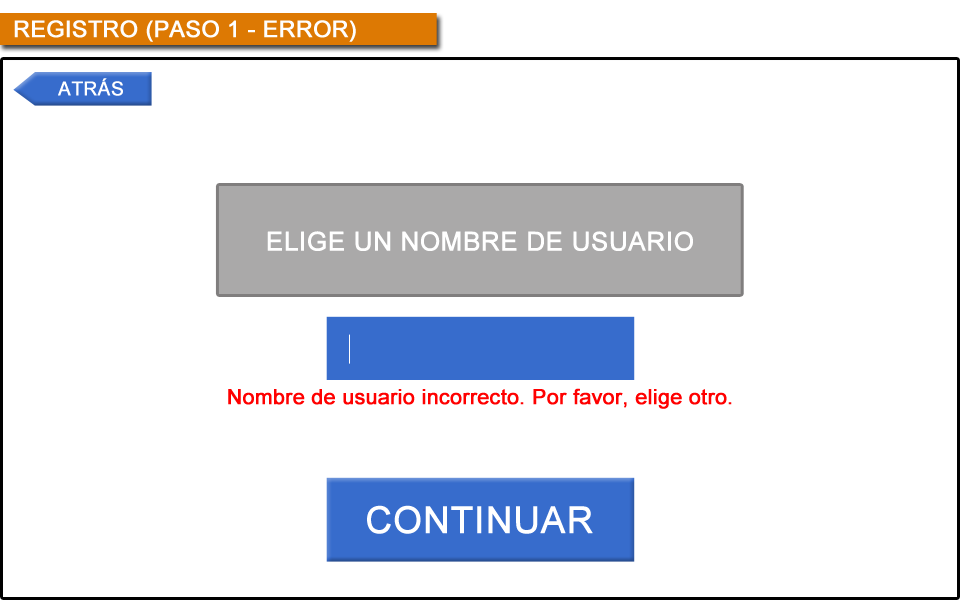 REGISTRO (PASO 1 - ERROR)
ATRÁS
ELIGE UN NOMBRE DE USUARIO
Nombre de usuario incorrecto. Por favor, elige otro.
CONTINUAR